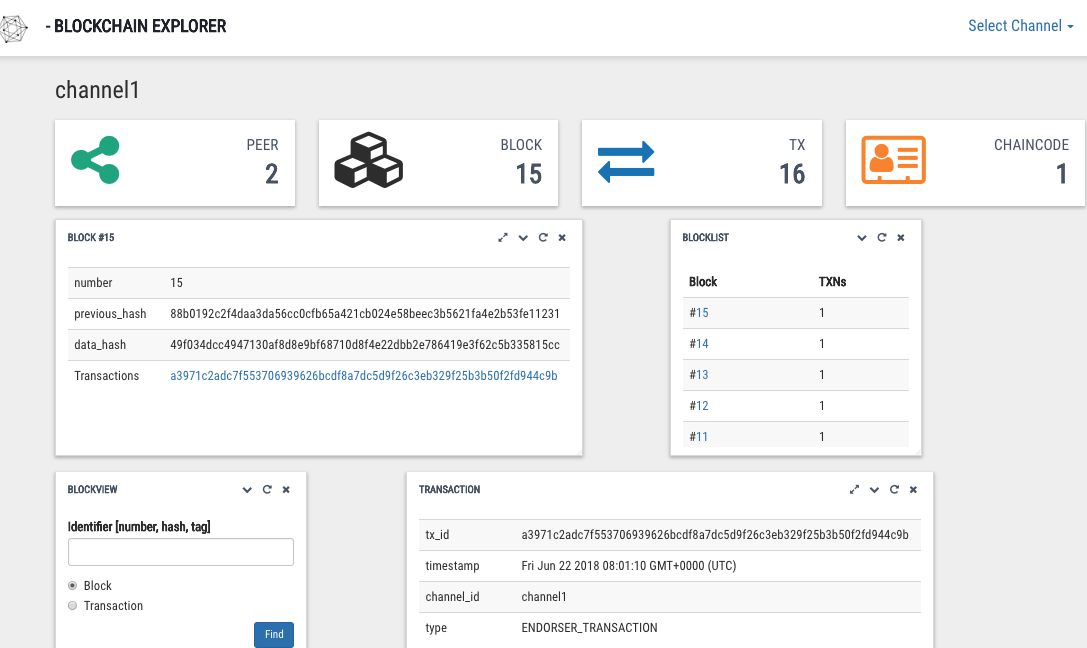 - BLOCKCHAIN EXPLORER
Select Channel
channel1
PEER
2
BLOCK
15
TX
16
CHAINCODE
1
BLOCK #15
number 15
previous_hash 88b0192c2f4daa3da56cc0cfb65a421cb024e58beec3b5621fa4e2b53fe11231
data_hash 49f034dcc4947130af8d8e9bf68710d8f4e22dbb2e786419e3f62c5b335815cc
Transactions a3971c2adc7f553706939626bcdf8a7dc5d9f26c3eb329f25b3b50f2fd944c9b
BLOCKLIST
Block TXNs
#15 1
#14 1
#13 1
#12 1
#11 1
BLOCKVIEW
Identifier [number, hash, tag]
Block
Transaction
Find
TRANSACTION
tx_id a3971c2adc7f553706939626bcdf8a7dc5d9f26c3eb329f25b3b50f2fd944c9b
timestamp Fri Jun 22 2018 08:01:10 GMT+0000 (UTC)
channel_id channel1
type ENDORSER_TRANSACTION